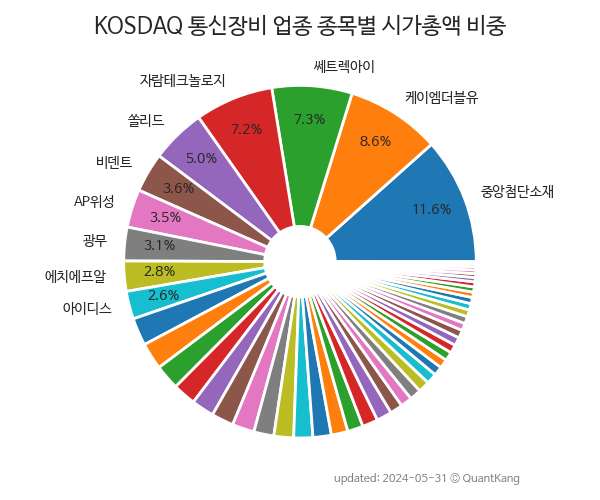 KOSDAQ 통신장비 업종 종목별 시가총액 비중
쎄트렉아이
자람테크놀로지
케이엠더블유
쏠리드
7.3%
7.2%
8.6%
비덴트
5.0%
3.6%
중앙첨단소재
AP위성
3.5%
11.6%
광무
3.1%
에치에프알
2.8%
아이디스
2.6%
updated: 2024-05-31 © QuantKang